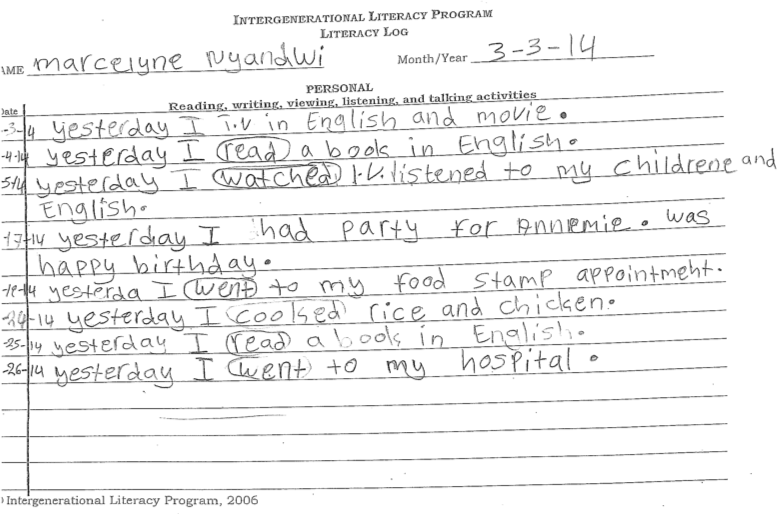 INTERGENERATIONAL LITERACY PROGRAM
LITERACY LOG
AME marcelyne Nyandwi Month/Year 3-3-14
PERSONAL
Date Reading, writing, viewing, listening, and talking activities
-3-14 yesterday I T.V in English and movie.
-4-14 yesterday I read a book in English.
5-14 yesterday I watched T.V. listened to my childrene and
English.
-17-14 yesterday I had party for Annemie. was
happy birthday.
yesterda I went to my food stamp appointment.
-24-14 yesterday I cooked rice and chicken.
-25-14 yesterday I read a book in English.
-26-14 yesterday I went to my hospital.
Intergenerational Literacy Program, 2006